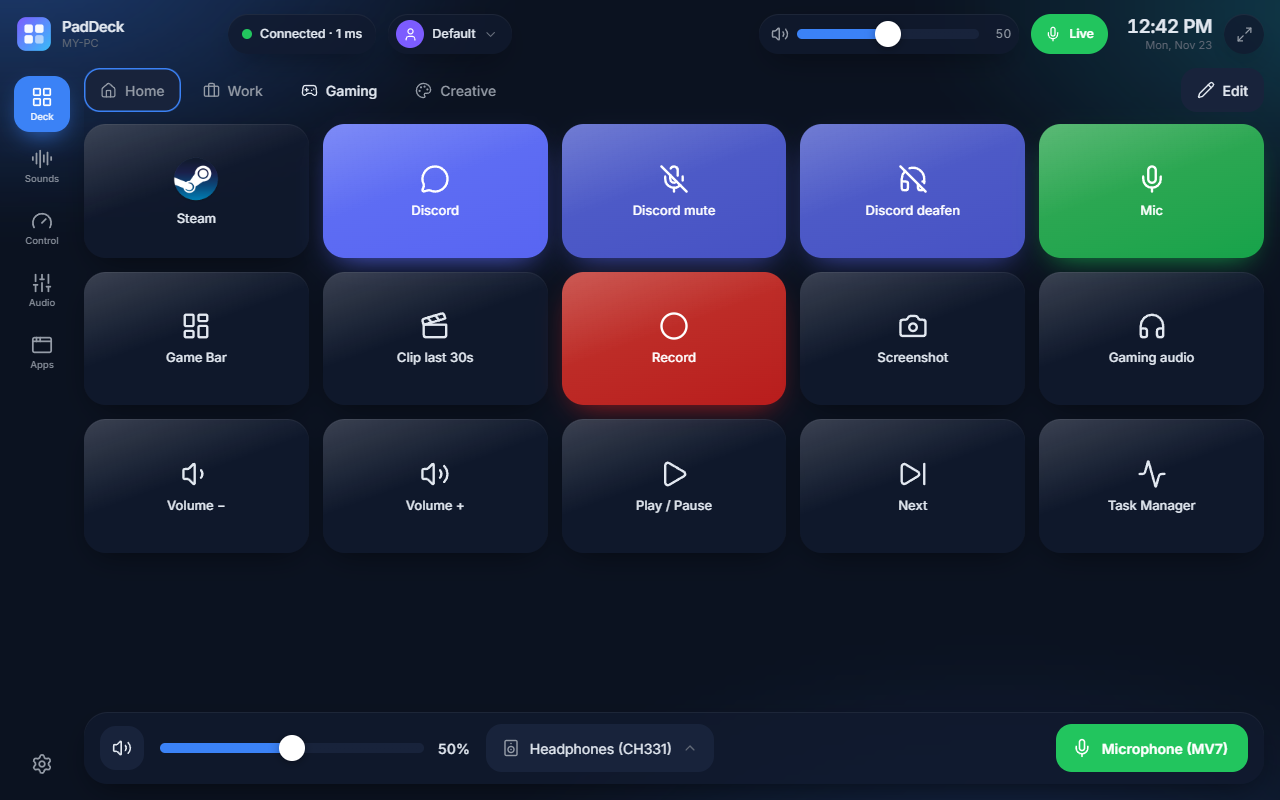 PadDeck
MY-PC
Connected · 1 ms
Default
50
Live
12:42 PM
Mon, Nov 23
Deck
Sounds
Control
Audio
Apps
Home
Work
Gaming
Creative
Edit
Steam
Discord
Discord mute
Discord deafen
Mic
Game Bar
Clip last 30s
Record
Screenshot
Gaming audio
Volume −
Volume +
Play / Pause
Next
Task Manager
50%
Headphones (CH331)
Microphone (MV7)